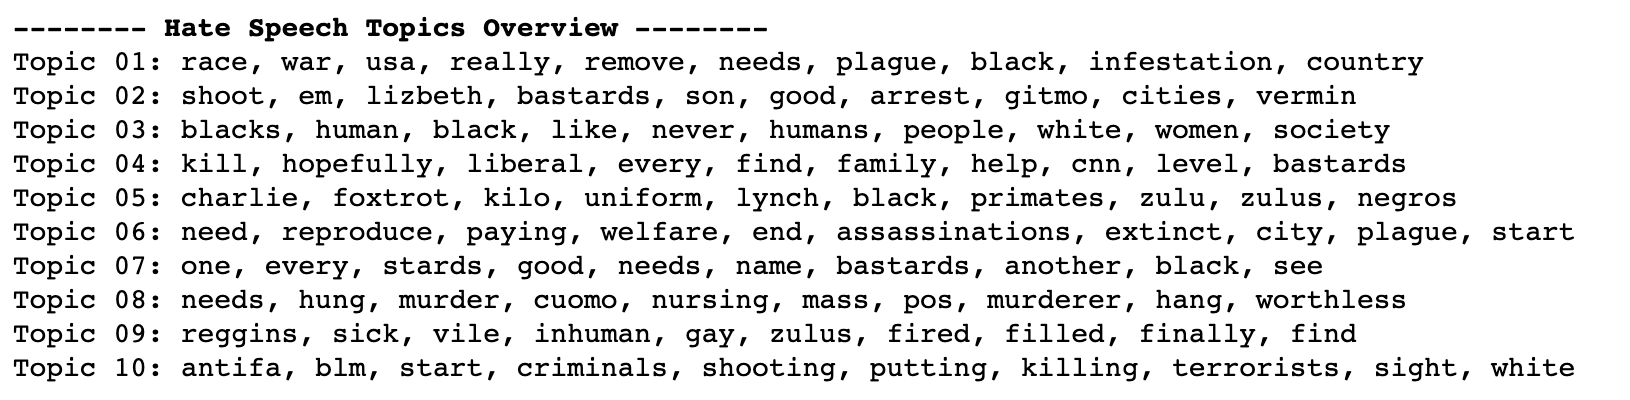 -------- Hate Speech Topics Overview --------
Topic 01: race, war, usa, really, remove, needs, plague, black, infestation, country
Topic 02: shoot, em, lizbeth, bastards, son, good, arrest, gitmo, cities, vermin
Topic 03: blacks, human, black, like, never, humans, people, white, women, society
Topic 04: kill, hopefully, liberal, every, find, family, help, cnn, level, bastards
Topic 05: charlie, foxtrot, kilo, uniform, lynch, black, primates, zulu, zulus, negros
Topic 06: need, reproduce, paying, welfare, end, assassinations, extinct, city, plague, start
Topic 07: one, every, stards, good, needs, name, bastards, another, black, see
Topic 08: needs, hung, murder, cuomo, nursing, mass, pos, murderer, hang, worthless
Topic 09: reggins, sick, vile, inhuman, gay, zulus, fired, filled, finally, find
Topic 10: antifa, blm, start, criminals, shooting, putting, killing, terrorists, sight, white